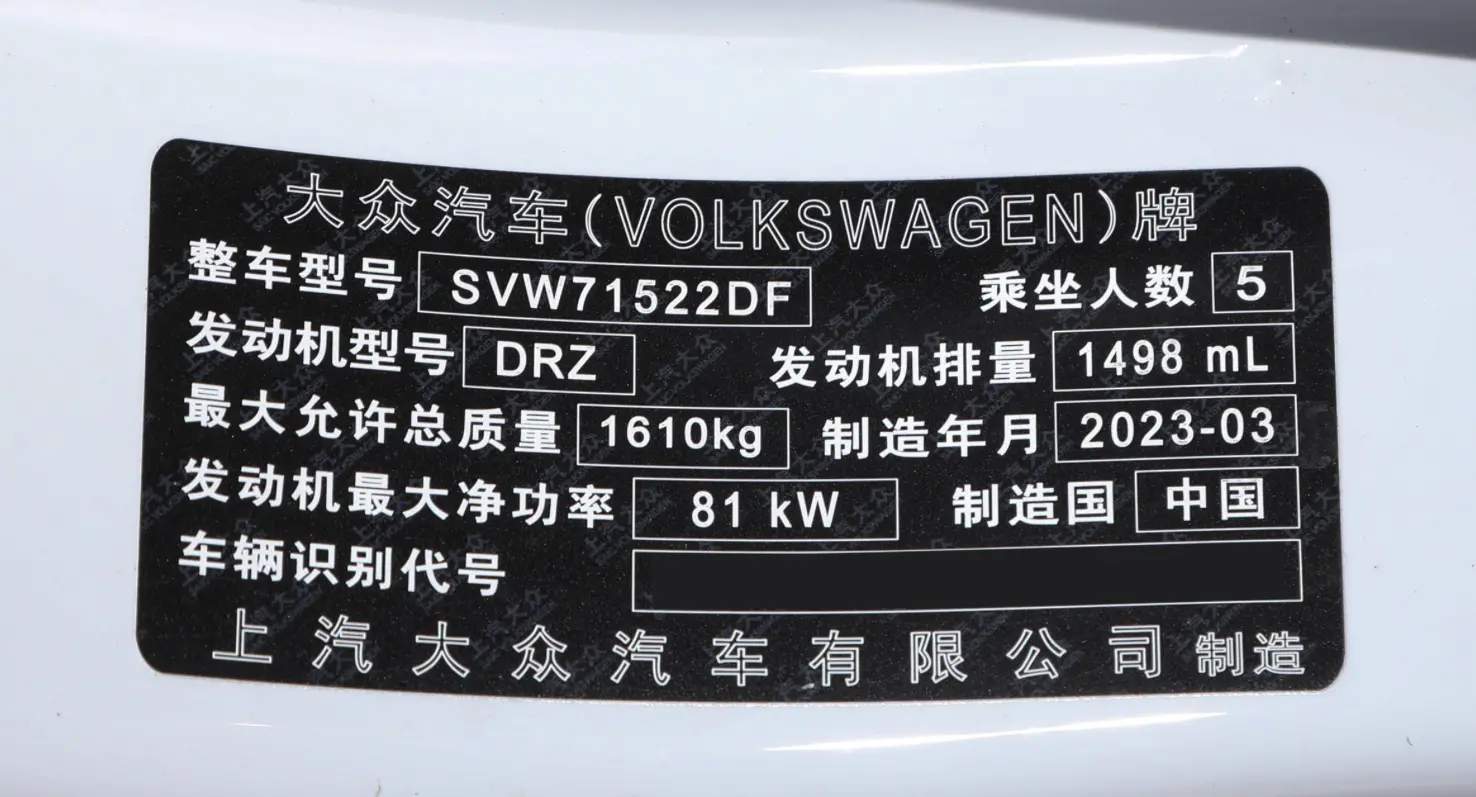 大众汽车(VOLKSWAGEN)牌
整车型号 SVW71522DF 乘坐人数 5
发动机型号 DRZ 发动机排量 1498 mL
最大允许总质量 1610kg 制造年月 2023-03
发动机最大净功率 81 kW 制造国 中国
车辆识别代号
上汽大众汽车有限公司制造